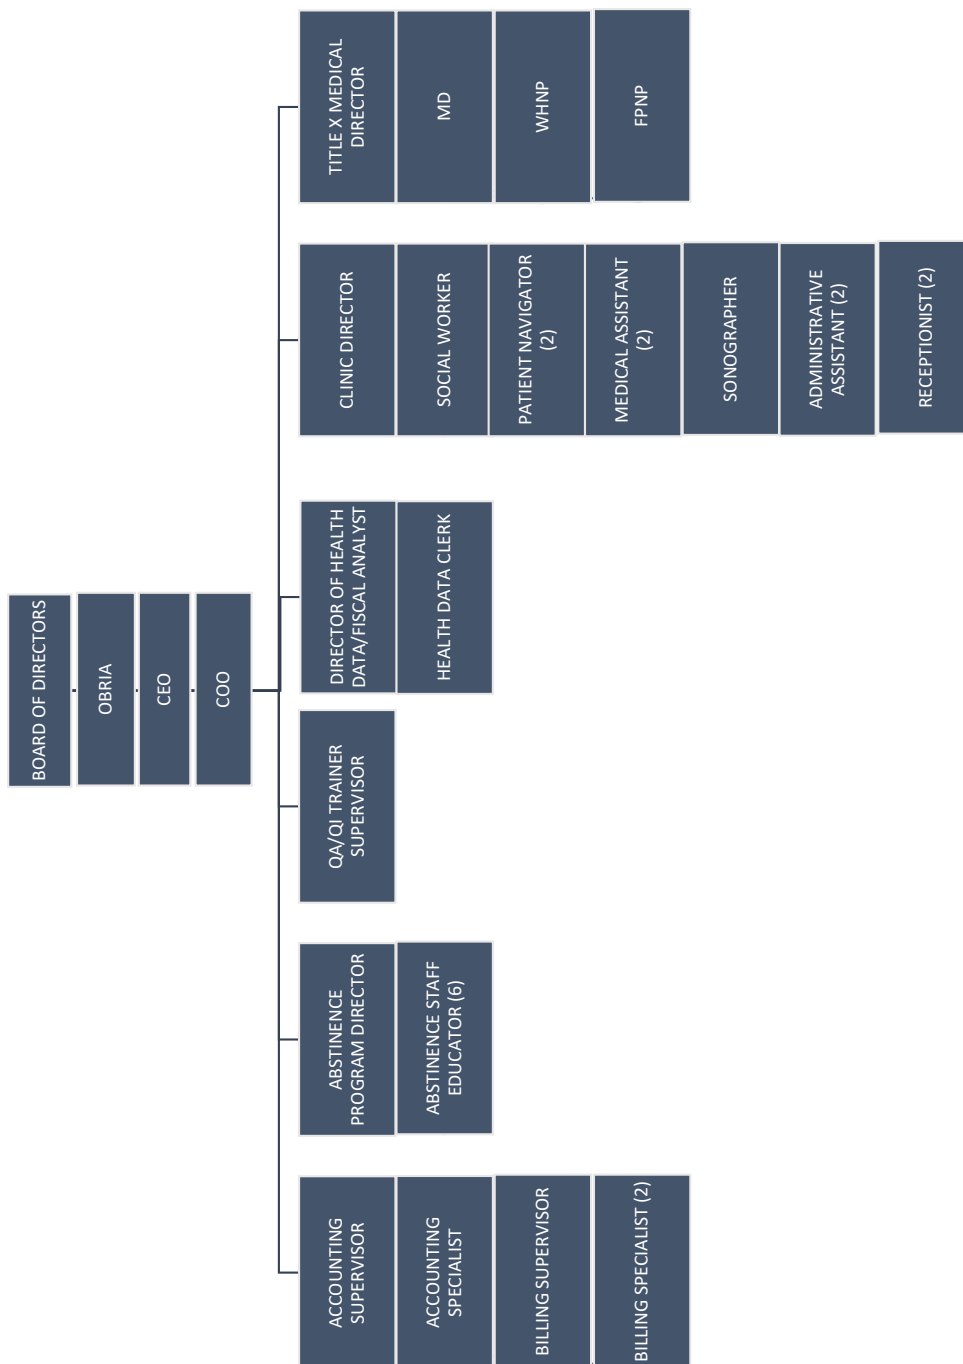 BOARD OF DIRECTORS
OBRIA
CEO
COO
ACCOUNTING
SUPERVISOR
ACCOUNTING
SPECIALIST
BILLING SUPERVISOR
BILLING SPECIALIST (2)
ABSTINENCE
PROGRAM DIRECTOR
ABSTINENCE STAFF
EDUCATOR (6)
QA/QI TRAINER
SUPERVISOR
DIRECTOR OF HEALTH
DATA/FISCAL ANALYST
HEALTH DATA CLERK
CLINIC DIRECTOR
SOCIAL WORKER
PATIENT NAVIGATOR
(2)
MEDICAL ASSISTANT
(2)
SONOGRAPHER
ADMINISTRATIVE
ASSISTANT (2)
RECEPTIONIST (2)
TITLE X MEDICAL
DIRECTOR
MD
WHNP
FPNP